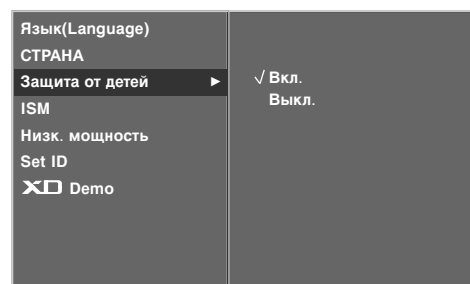 Язык(Language)
СТРАНА
Защита от детей ►
ISM
Низк. мощность
Set ID
XD Demo
√ Вкл.
Выкл.